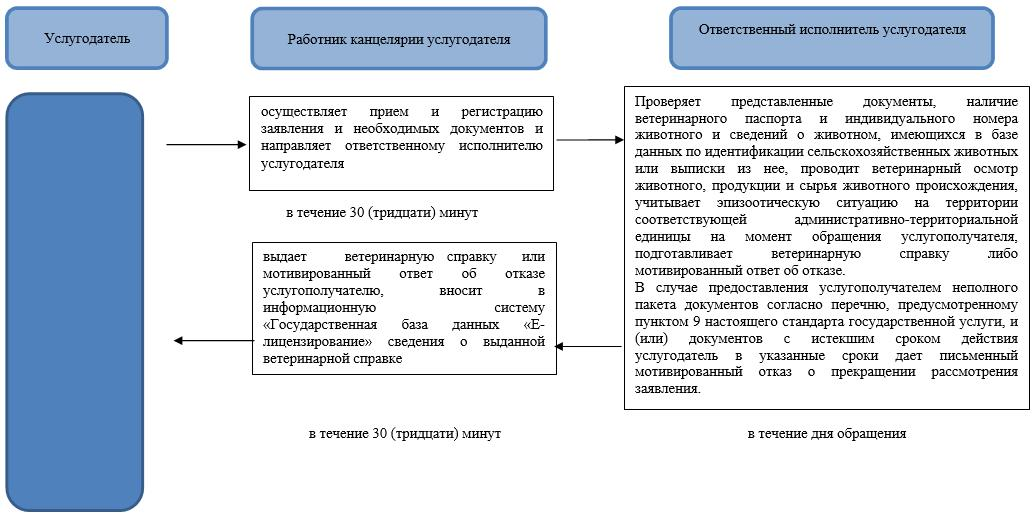 Услугодатель
Работник канцелярии услугодателя
Ответственный исполнитель услугодателя
осуществляет прием и регистрацию
заявления и необходимых документов и
направляет ответственному исполнителю
услугодателя
в течение 30 (тридцати) минут
выдает ветеринарную справку или
мотивированный ответ об отказе
услугополучателю, вносит в
информационную систему
«Государственная база данных «Е-
лицензирование» сведения о выданной
ветеринарной справке
в течение 30 (тридцати) минут
Проверяет представленные документы, наличие
ветеринарного паспорта и индивидуального номера
животного и сведений о животном, имеющихся в базе
данных по идентификации сельскохозяйственных животных
или выписки из нее, проводит ветеринарный осмотр
животного, продукции и сырья животного происхождения,
учитывает эпизоотическую ситуацию на территории
соответствующей административно-территориальной
единицы на момент обращения услугополучателя,
подготавливает ветеринарную справку либо
мотивированный ответ об отказе.
В случае предоставления услугополучателем неполного
пакета документов согласно перечню, предусмотренному
пунктом 9 настоящего стандарта государственной услуги, и
(или) документов с истекшим сроком действия
услугодатель в указанные сроки дает письменный
мотивированный отказ о прекращении рассмотрения
заявления.
в течение дня обращения